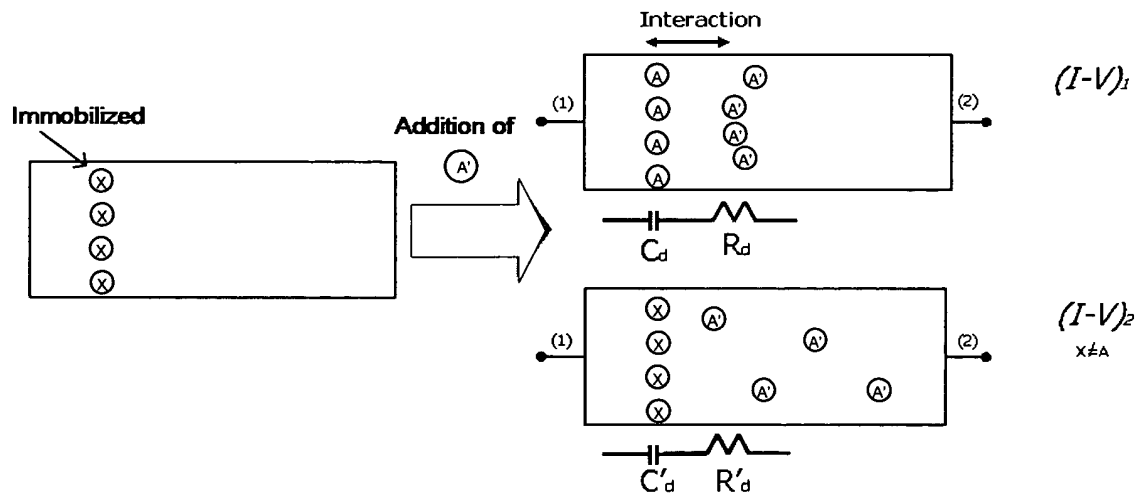 Immobilized
X
X
X
X
Addition of
A'
Interaction
(1)
A
A
A
A
A'
A'
A'
A'
(2)
(I-V)1
Cd
Rd
(1)
X
X
X
X
A'
A'
A'
A'
(2)
(I-V)2
X≠A
C'd
R'd